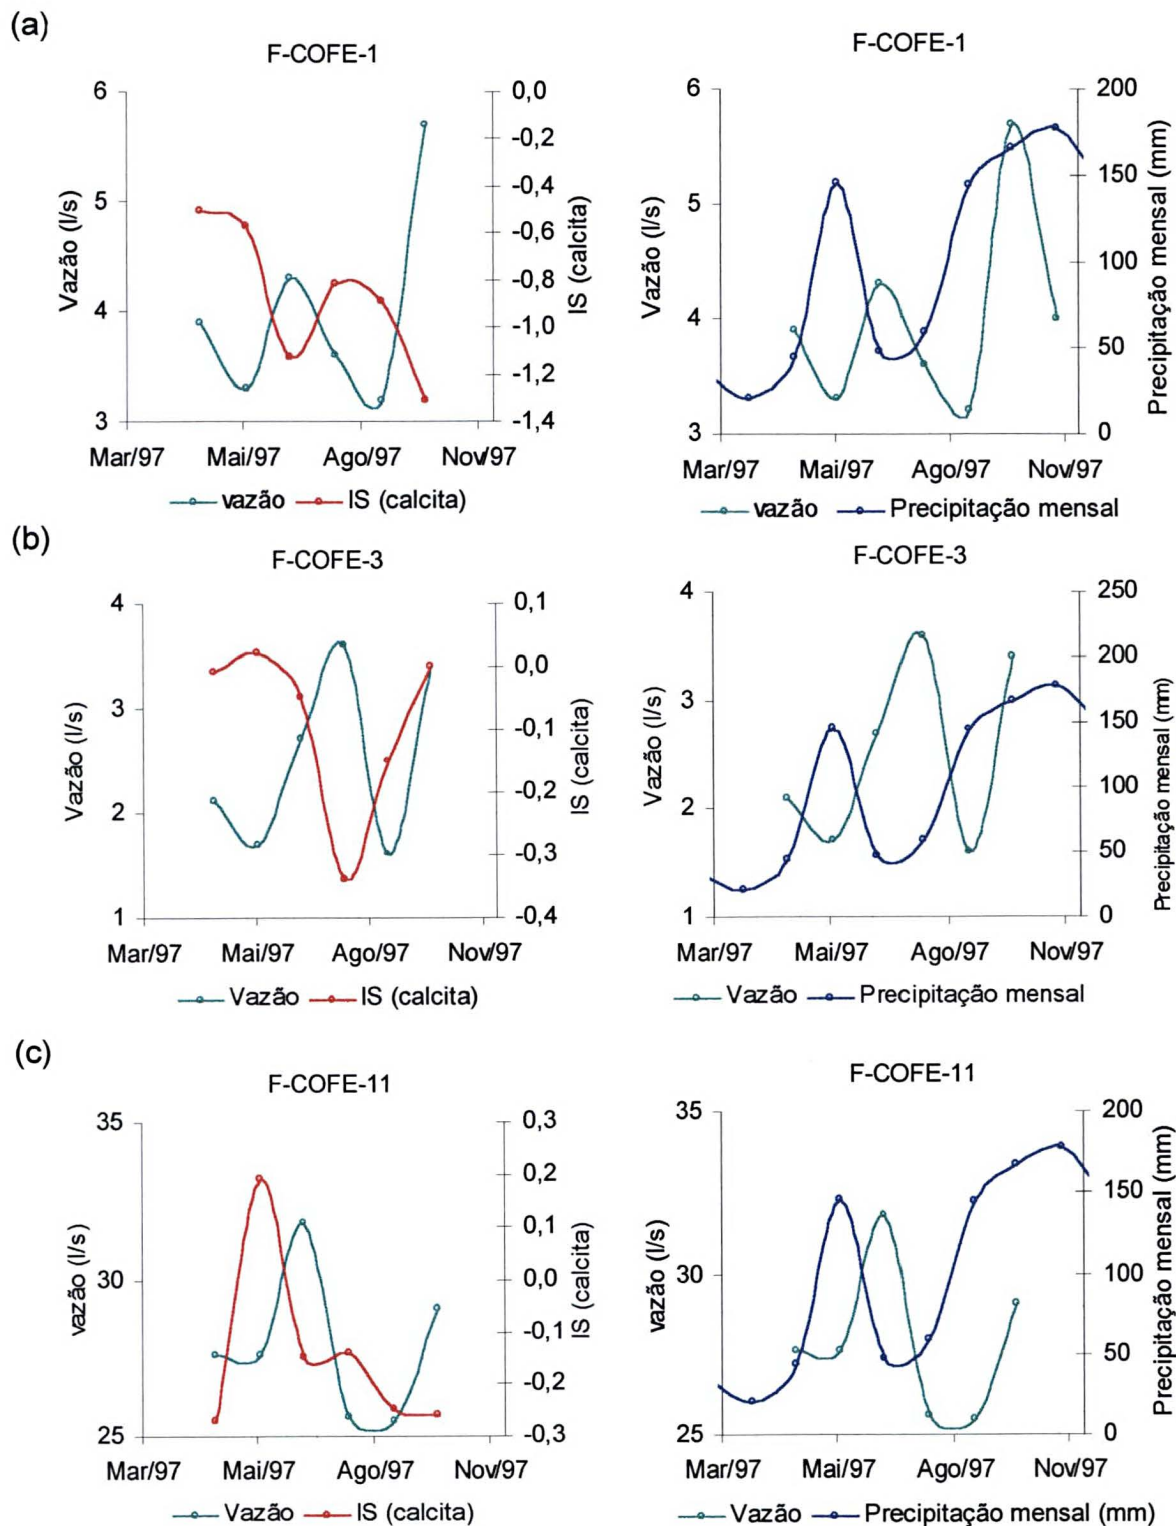 (a)
F-COFE-1
6
5
4
3
Vazão (l/s)
0,0
-0,2
-0,4
-0,6
-0,8
-1,0
-1,2
-1,4
IS (calcita)
Mar/97 Mai/97 Ago/97 Nov/97
vazão IS (calcita)
F-COFE-1
6
5
4
3
Vazão (l/s)
200
150
100
50
0
Precipitação mensal (mm)
Mar/97 Mai/97 Ago/97 Nov/97
vazão Precipitação mensal
(b)
F-COFE-3
4
3
2
1
Vazão (l/s)
0,1
0,0
-0,1
-0,2
-0,3
-0,4
IS (calcita)
Mar/97 Mai/97 Ago/97 Nov/97
Vazão IS (calcita)
F-COFE-3
4
3
2
1
Vazão (l/s)
250
200
150
100
50
0
Precipitação mensal (mm)
Mar/97 Mai/97 Ago/97 Nov/97
Vazão Precipitação mensal
(c)
F-COFE-11
35
30
25
vazão (l/s)
0,3
0,2
0,1
0,0
-0,1
-0,2
-0,3
IS (calcita)
Mar/97 Mai/97 Ago/97 Nov/97
Vazão IS (calcita)
F-COFE-11
35
30
25
vazão (l/s)
200
150
100
50
0
Precipitação mensal (mm)
Mar/97 Mai/97 Ago/97 Nov/97
Vazão Precipitação mensal (mm)